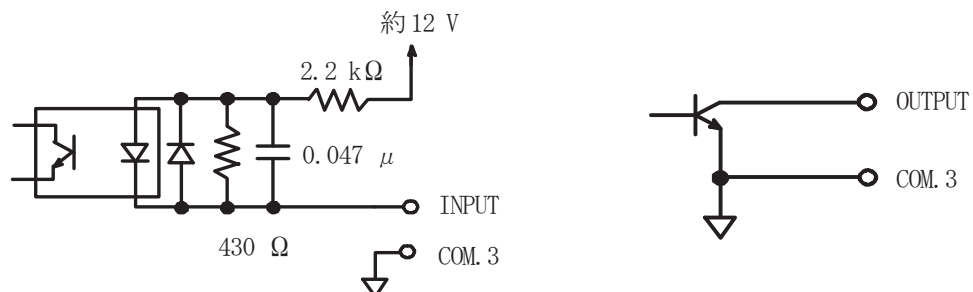 約12 V
2.2 kΩ
0.047 μ
430 Ω
INPUT
COM.3
OUTPUT
COM.3